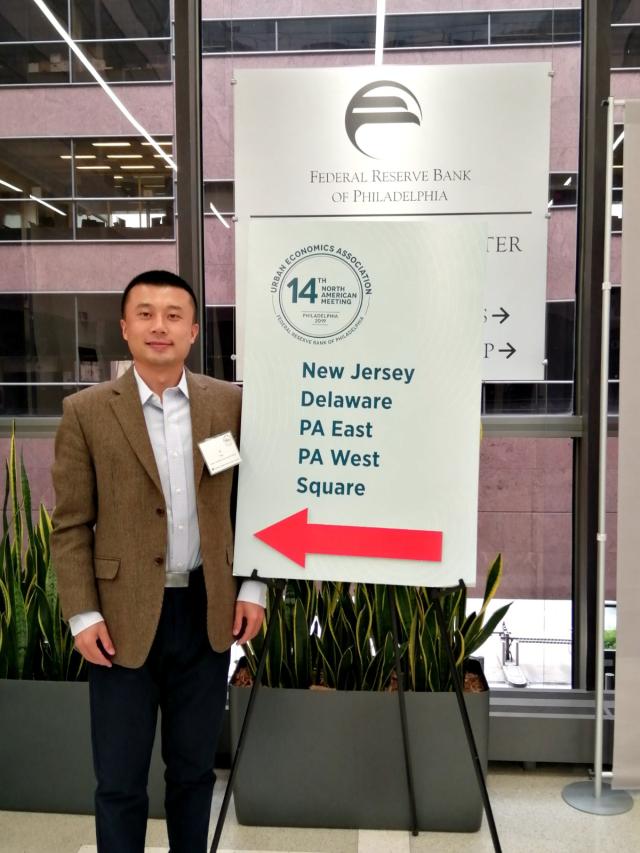 FEDERAL RESERVE BANK
OF PHILADELPHIA
TER
S→
P→
URBAN ECONOMICS ASSOCIATION
14TH
NORTH
AMERICAN
MEETING
PHILADELPHIA
2019
FEDERAL RESERVE BANK OF PHILADELPHIA
New Jersey
Delaware
PA East
PA West
Square